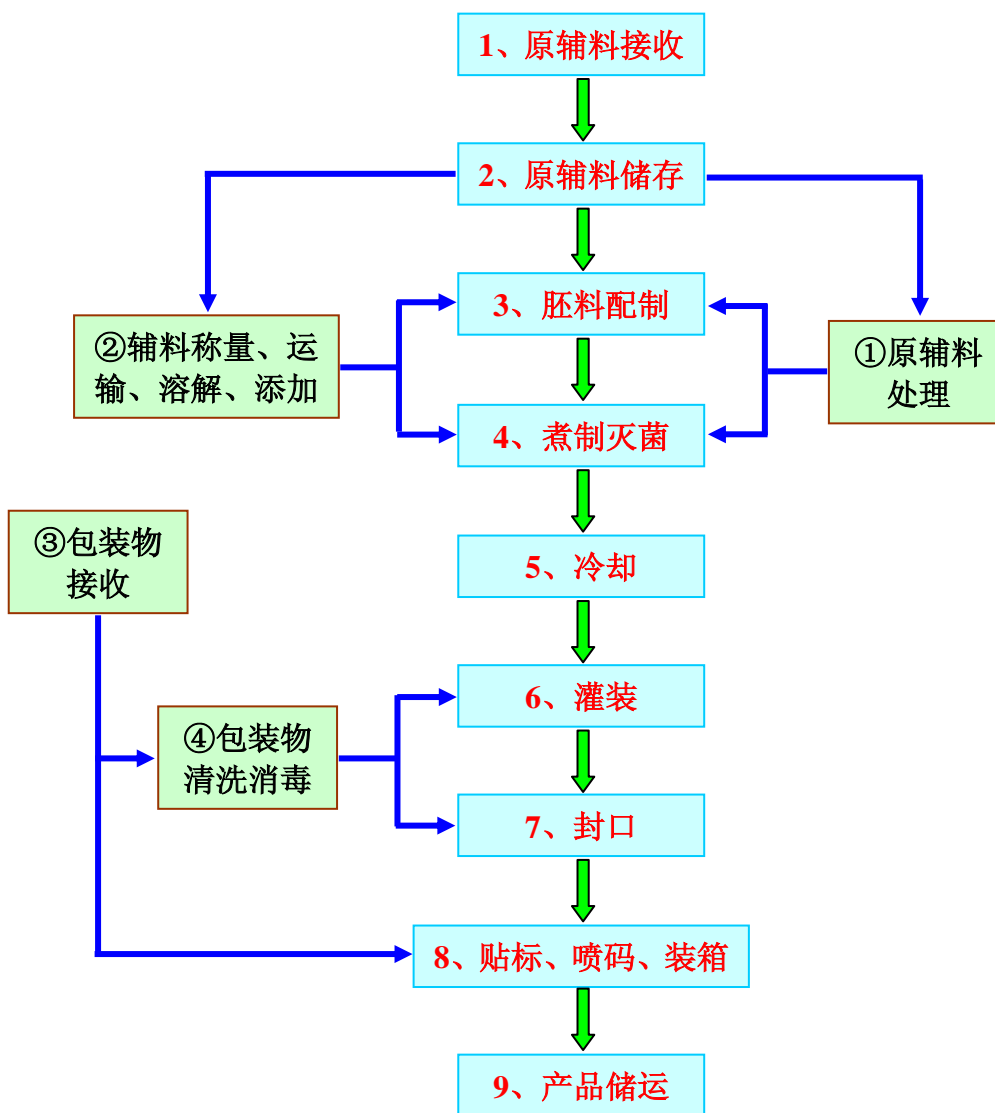 1、原辅料接收
2、原辅料储存
3、胚料配制
②辅料称量、运
输、溶解、添加
①原辅料
处理
4、煮制灭菌
③包装物
接收
5、冷却
6、灌装
④包装物
清洗消毒
7、封口
8、贴标、喷码、装箱
9、产品储运